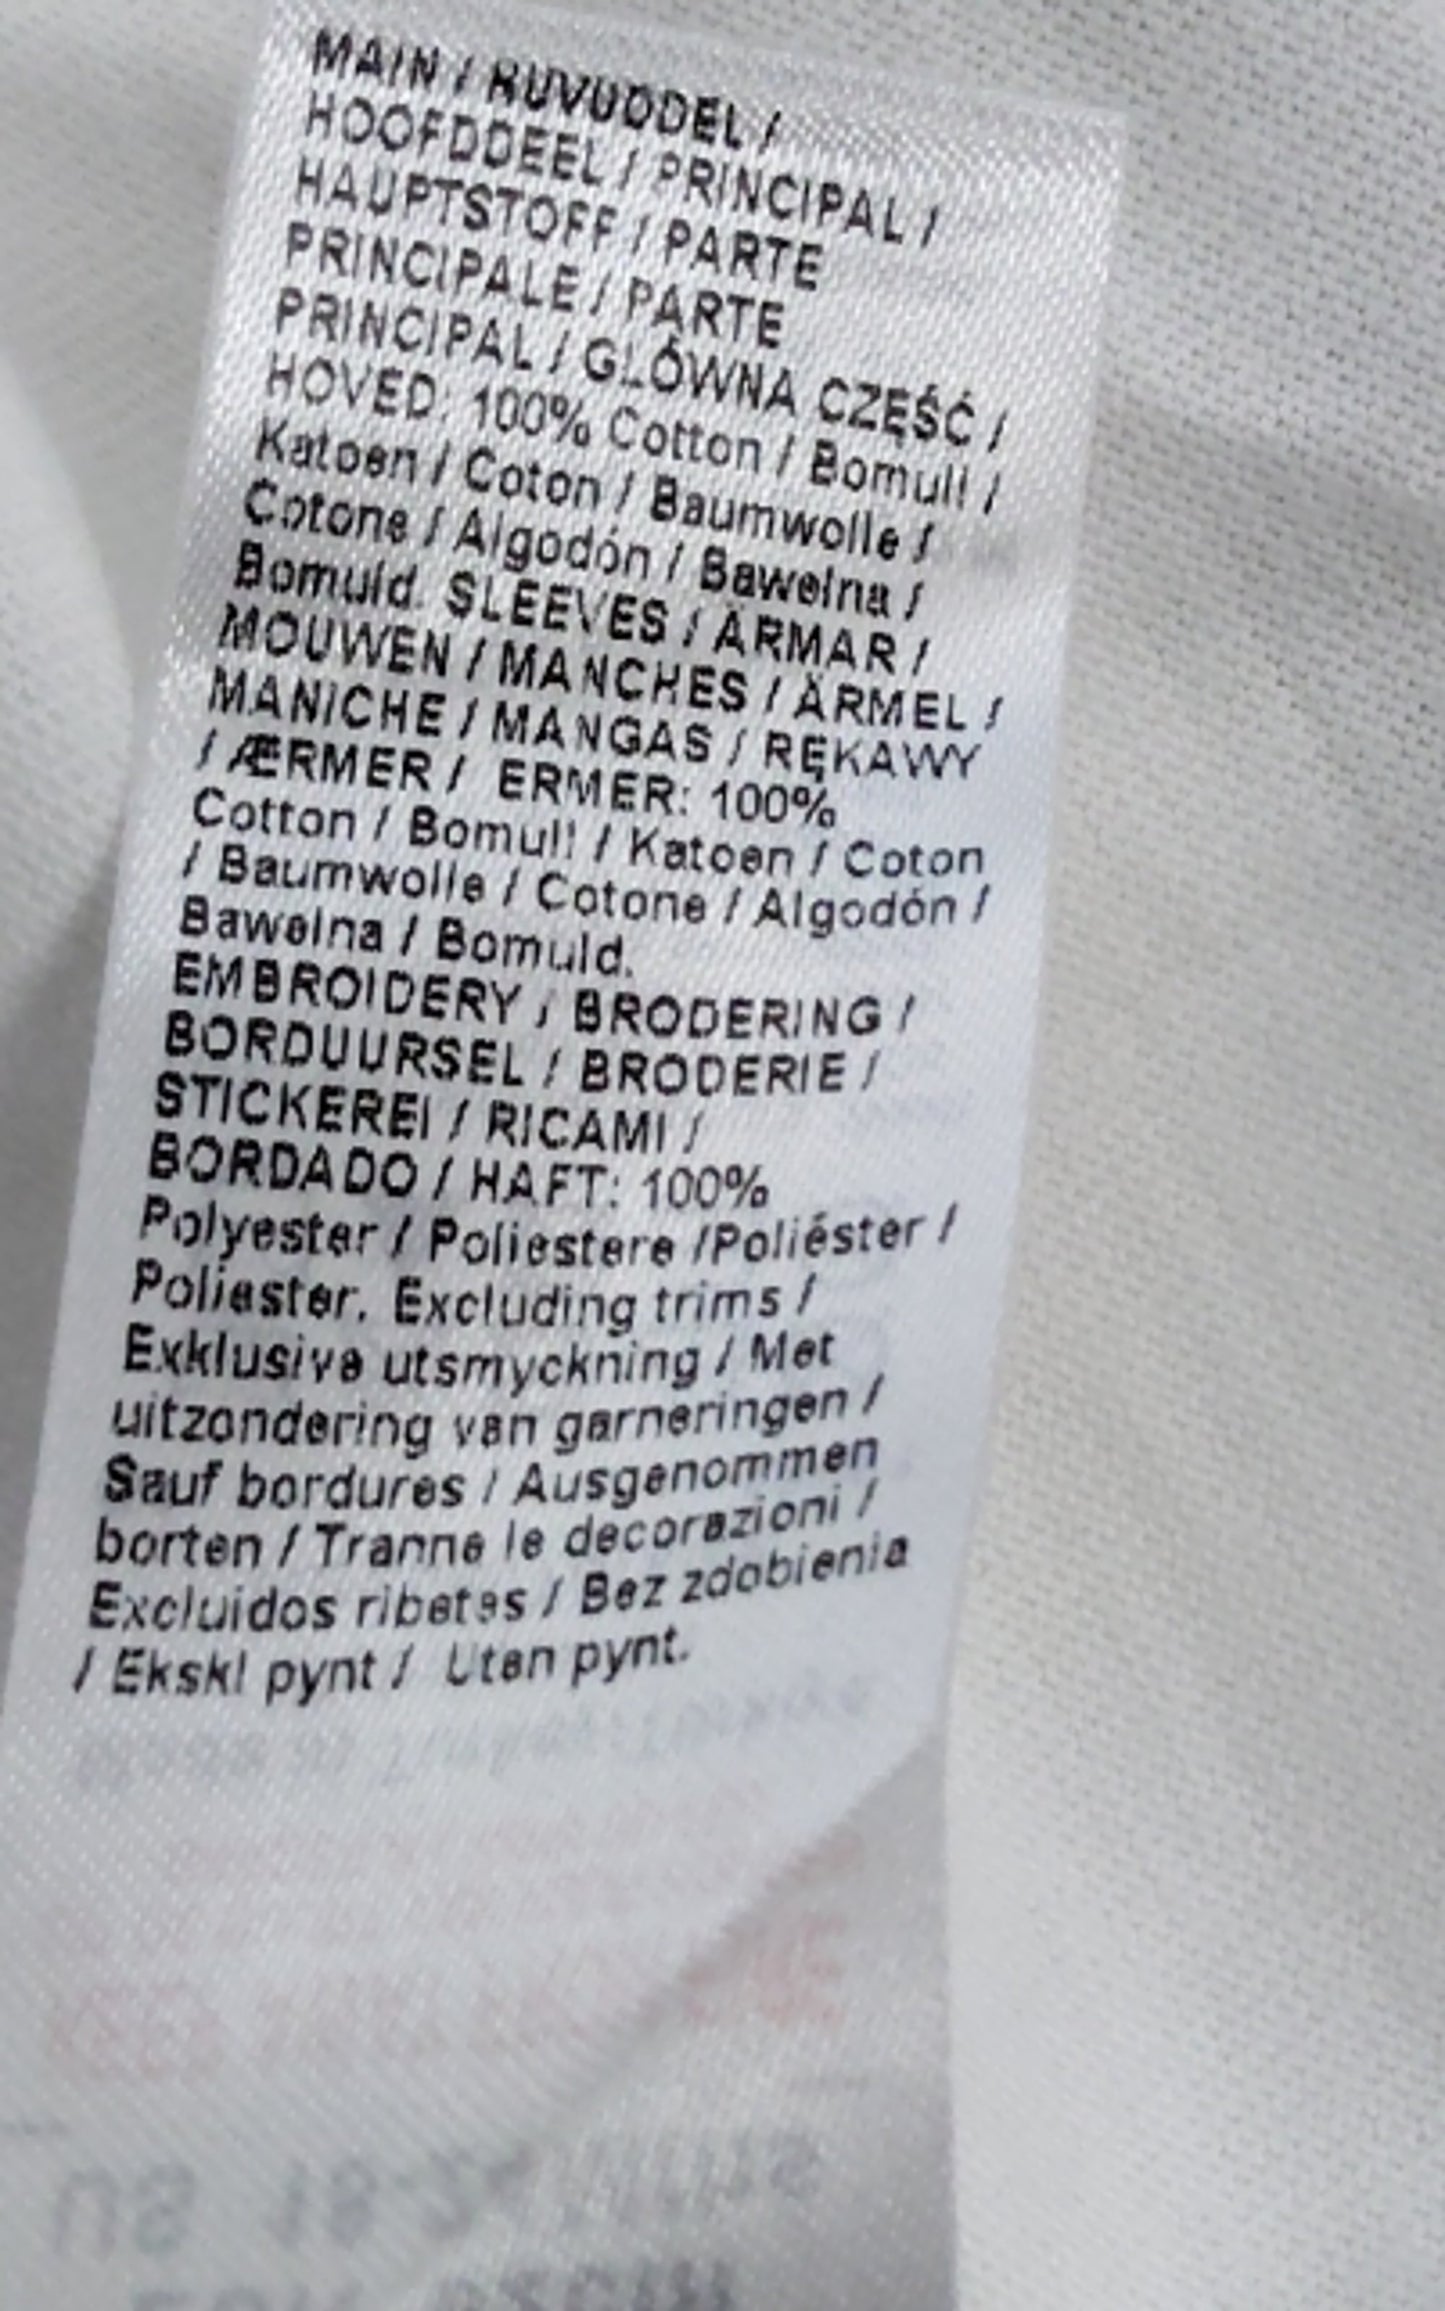 MAIN / HUVUDDEL /
HOOFDDEEL / PRINCIPAL /
HAUPTSTOFF / PARTE
PRINCIPALE / PARTE
PRINCIPAL / GLÓWNA CZĘŚĆ /
HOVED: 100% Cotton / Bomull /
Katoen / Coton / Baumwolle /
Cotone / Algodón / Bawelna /
Bomuld. SLEEVES / ÄRMAR /
MOUWEN / MANCHES / ÄRMEL /
MANICHE / MANGAS / RĘKAWY
/ ÆRMER / ERMER: 100%
Cotton / Bomull / Katoen / Coton
/ Baumwolle / Cotone / Algodón /
Bawelna / Bomuld.
EMBROIDERY / BRODERING /
BORDUURSEL / BRODERIE /
STICKEREI / RICAMI /
BORDADO / HAFT: 100%
Polyester / Poliestere /Poliéster /
Poliester. Excluding trims /
Exklusive utsmyckning / Met
uitzondering van garneringen /
Sauf bordures / Ausgenommen
borten / Tranne le decorazioni /
Excluidos ribetes / Bez zdobienia
/ Ekskl pynt / Uten pynt.